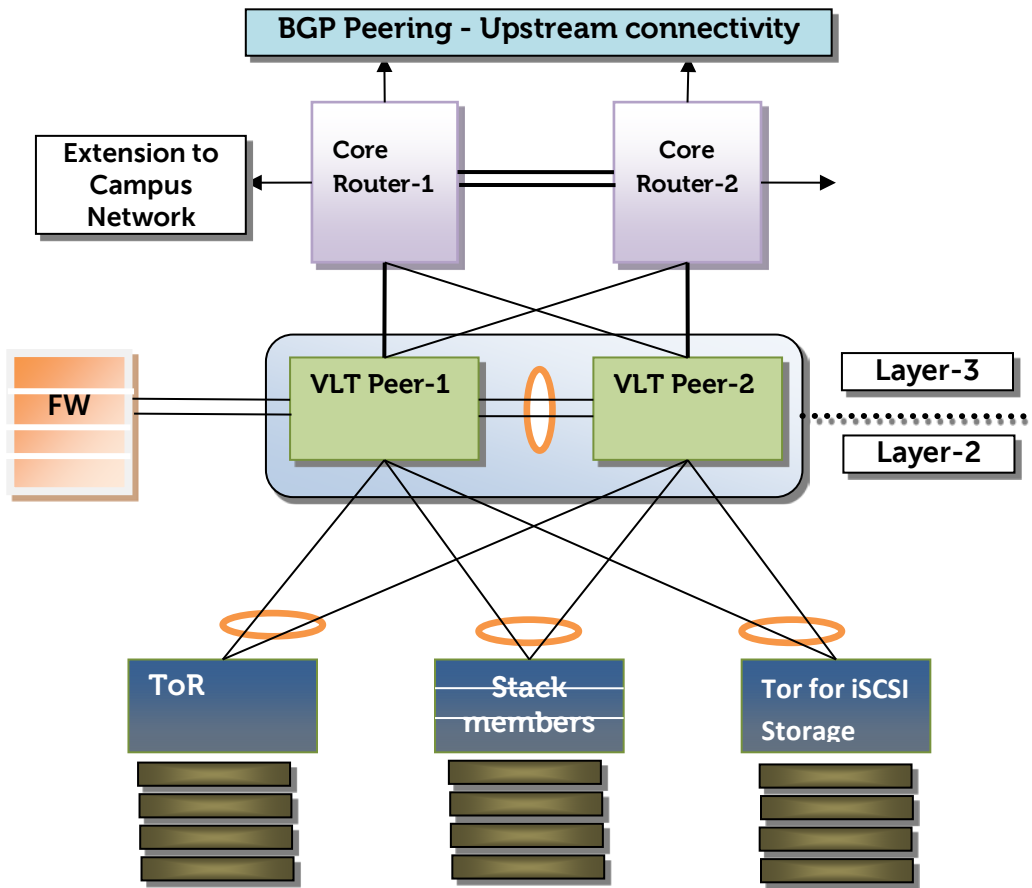 BGP Peering - Upstream connectivity
Extension to
Campus
Network
Core
Router-1
Core
Router-2
FW
VLT Peer-1
VLT Peer-2
Layer-3
Layer-2
ToR
Stack
members
Tor for iSCSI
Storage